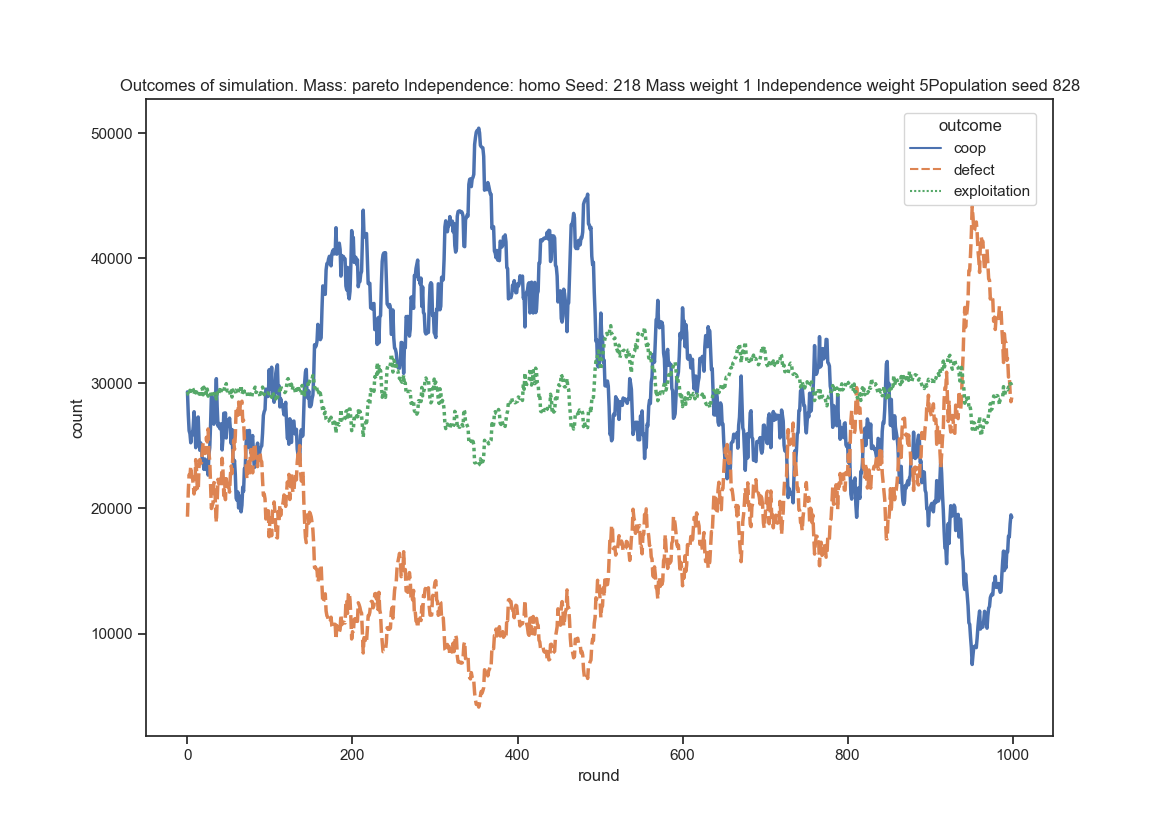 Outcomes of simulation. Mass: pareto Independence: homo Seed: 218 Mass weight 1 Independence weight 5Population seed 828
outcome
coop
defect
exploitation
50000
40000
30000
20000
10000
count
0
200
400
600
800
1000
round